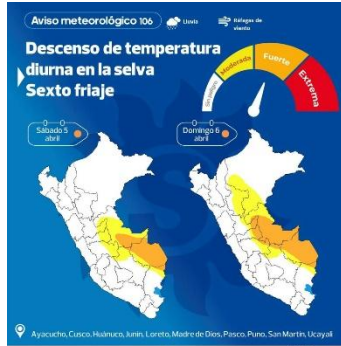 Aviso meteorológico 106
Lluvia
Ráfagas de
viento
Descenso de temperatura
diurna en la selva
Sexto friaje
Sin riesgo
Moderada
Fuerte
Extrema
Sábado 5
abril
Domingo 6
abril
Ayacucho, Cusco, Huánuco, Junín, Loreto, Madre de Dios, Pasco, Puno, San Martín, Ucayali